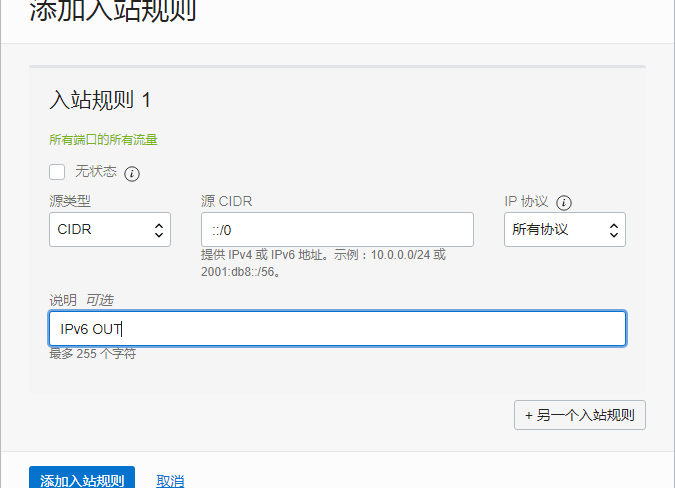 添加入站规则
入站规则 1
所有端口的所有流量
无状态 i
源类型 源 CIDR IP 协议 i
CIDR ::/0 所有协议
提供 IPv4 或 IPv6 地址。示例：10.0.0.0/24 或
2001:db8::/56。
说明 可选
IPv6 OUT
最多 255 个字符
+ 另一个入站规则
添加入站规则 取消